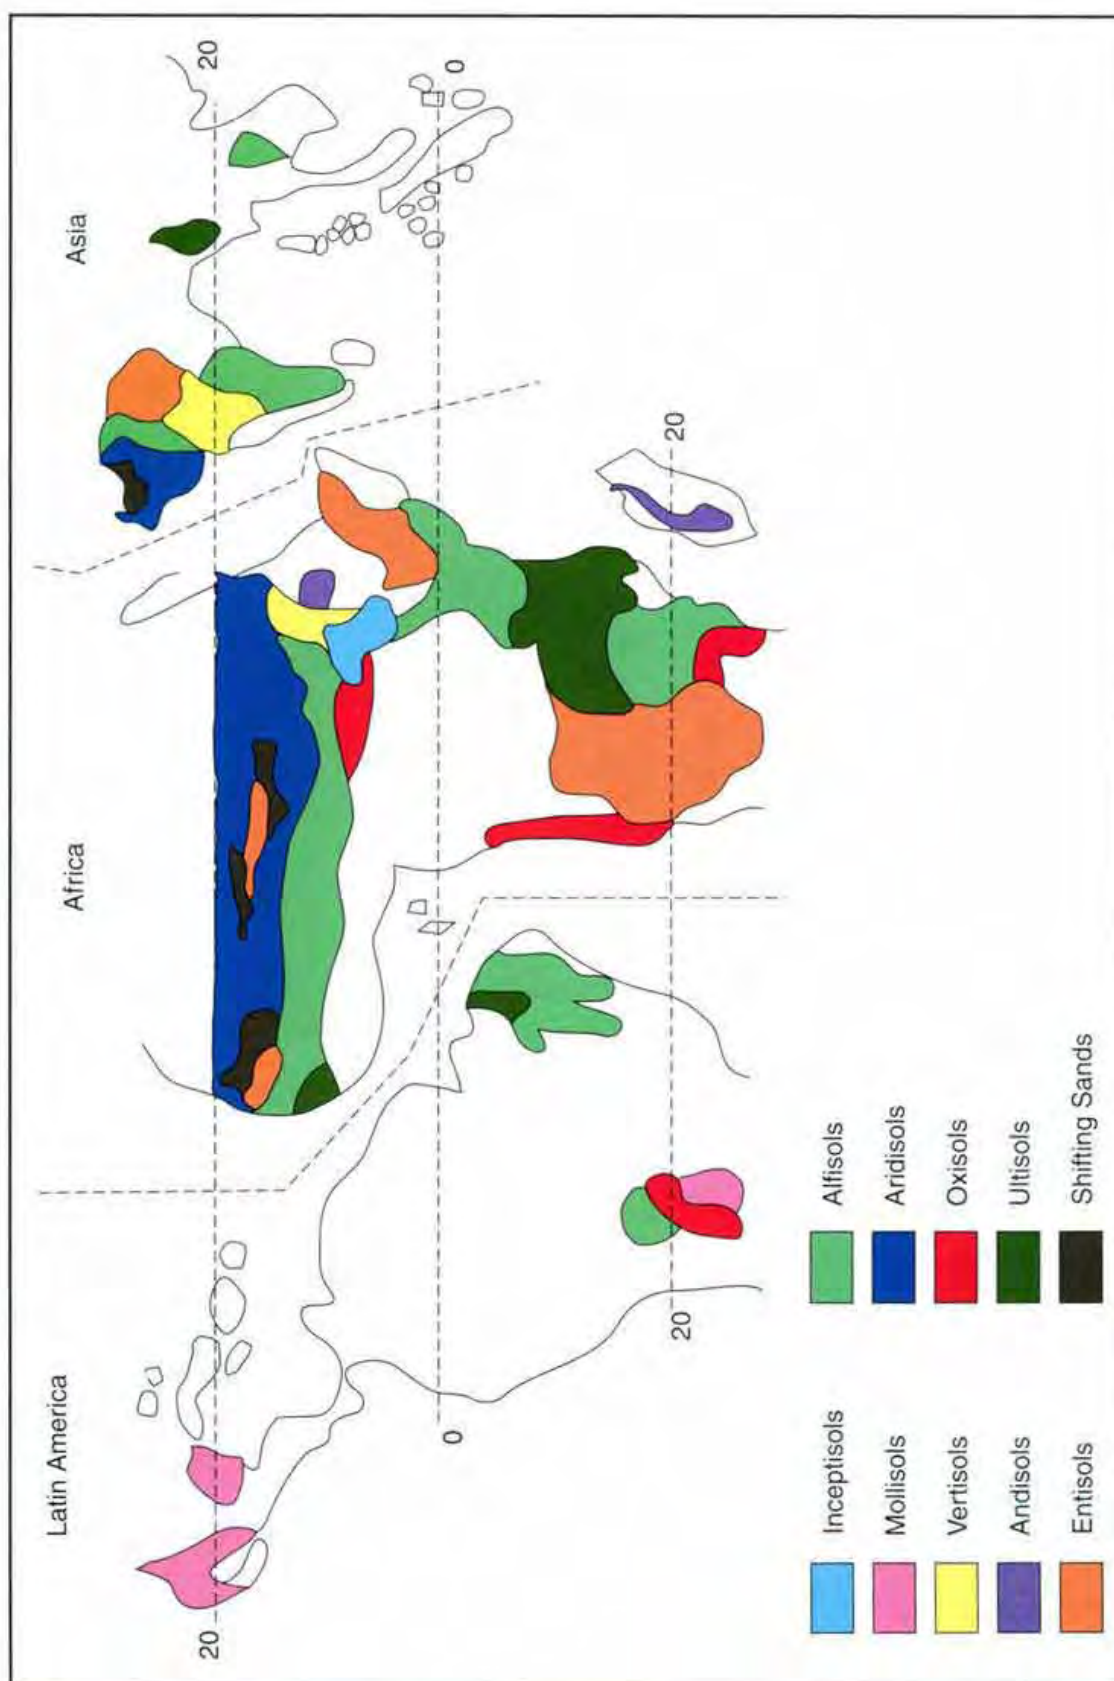 Latin America
Africa
Asia
20
20
0
0
20
20
Inceptisols
Mollisols
Vertisols
Andisols
Entisols
Alfisols
Aridisols
Oxisols
Ultisols
Shifting Sands